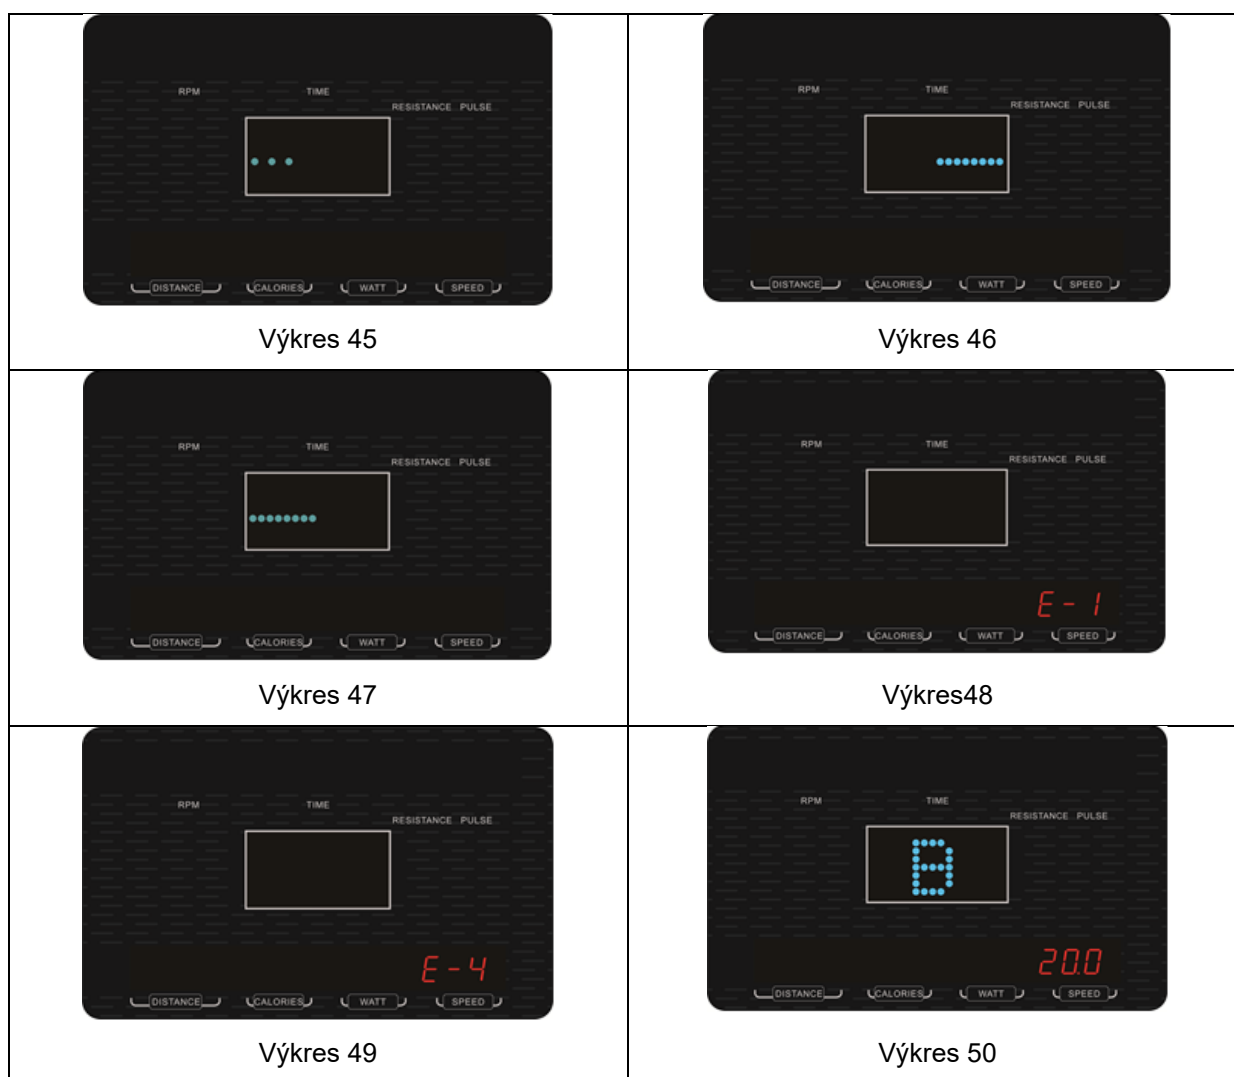 RPM TIME
RESISTANCE PULSE
DISTANCE CALORIES WATT SPEED
Výkres 45
RPM TIME
RESISTANCE PULSE
DISTANCE CALORIES WATT SPEED
Výkres 46
RPM TIME
RESISTANCE PULSE
DISTANCE CALORIES WATT SPEED
Výkres 47
RPM TIME
RESISTANCE PULSE
E-1
DISTANCE CALORIES WATT SPEED
Výkres48
RPM TIME
RESISTANCE PULSE
E-4
DISTANCE CALORIES WATT SPEED
Výkres 49
RPM TIME
RESISTANCE PULSE
B
20.0
DISTANCE CALORIES WATT SPEED
Výkres 50